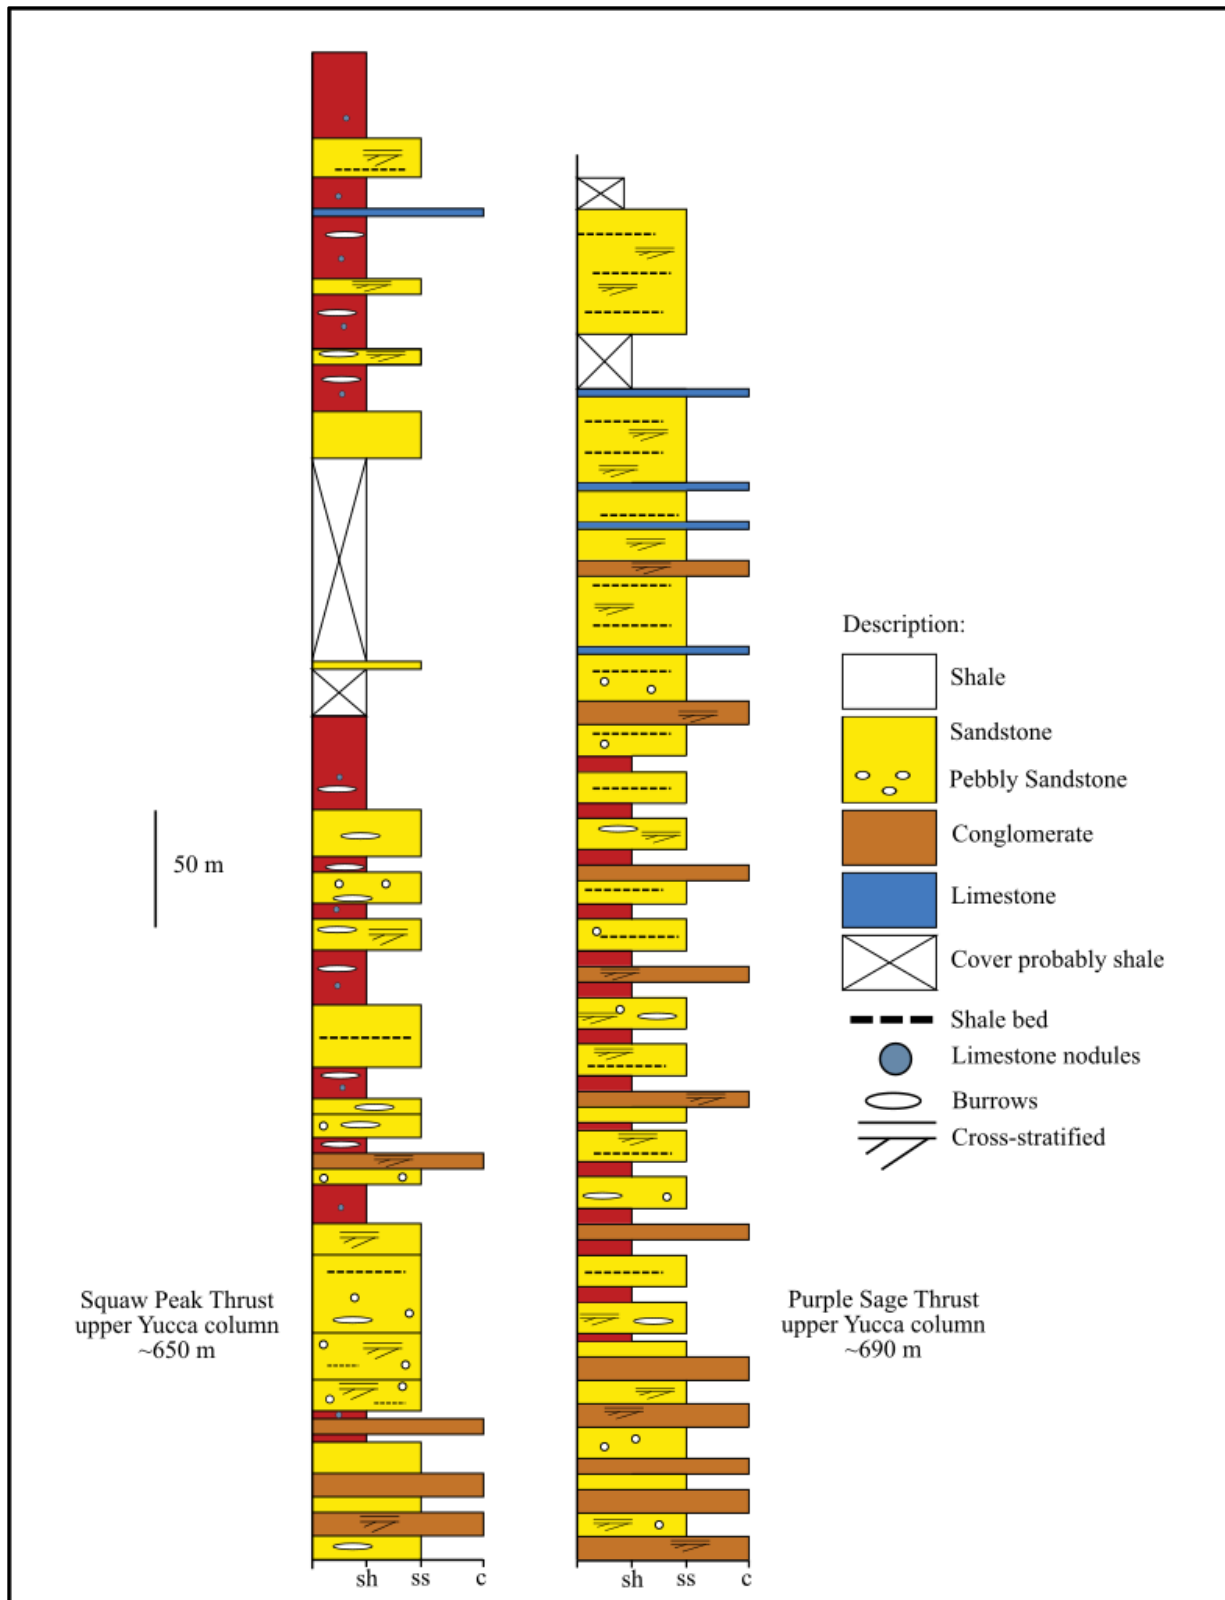 50 m
Squaw Peak Thrust
upper Yucca column
~650 m
sh ss c
Purple Sage Thrust
upper Yucca column
~690 m
sh ss c
Description:
Shale
Sandstone
Pebbly Sandstone
Conglomerate
Limestone
Cover probably shale
Shale bed
Limestone nodules
Burrows
Cross-stratified